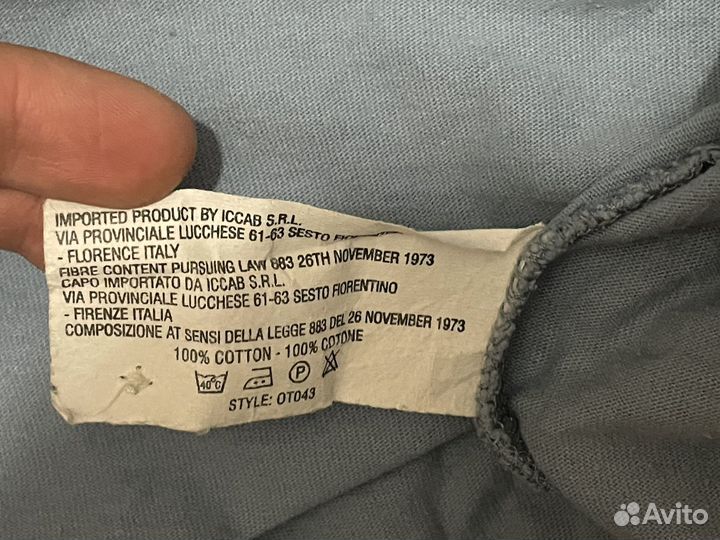 IMPORTED PRODUCT BY ICCAB S.R.L.
VIA PROVINCIALE LUCCHESE 61-63 SESTO FIORENTINO
- FLORENCE ITALY
FIBRE CONTENT PURSUING LAW 883 26TH NOVEMBER 1973
CAPO IMPORTATO DA ICCAB S.R.L.
VIA PROVINCIALE LUCCHESE 61-63 SESTO FIORENTINO
- FIRENZE ITALIA
COMPOSIZIONE AT SENSI DELLA LEGGE 883 DEL 26 NOVEMBER 1973
100% COTTON - 100% COTONE
40°C P
STYLE: OT043
Avito